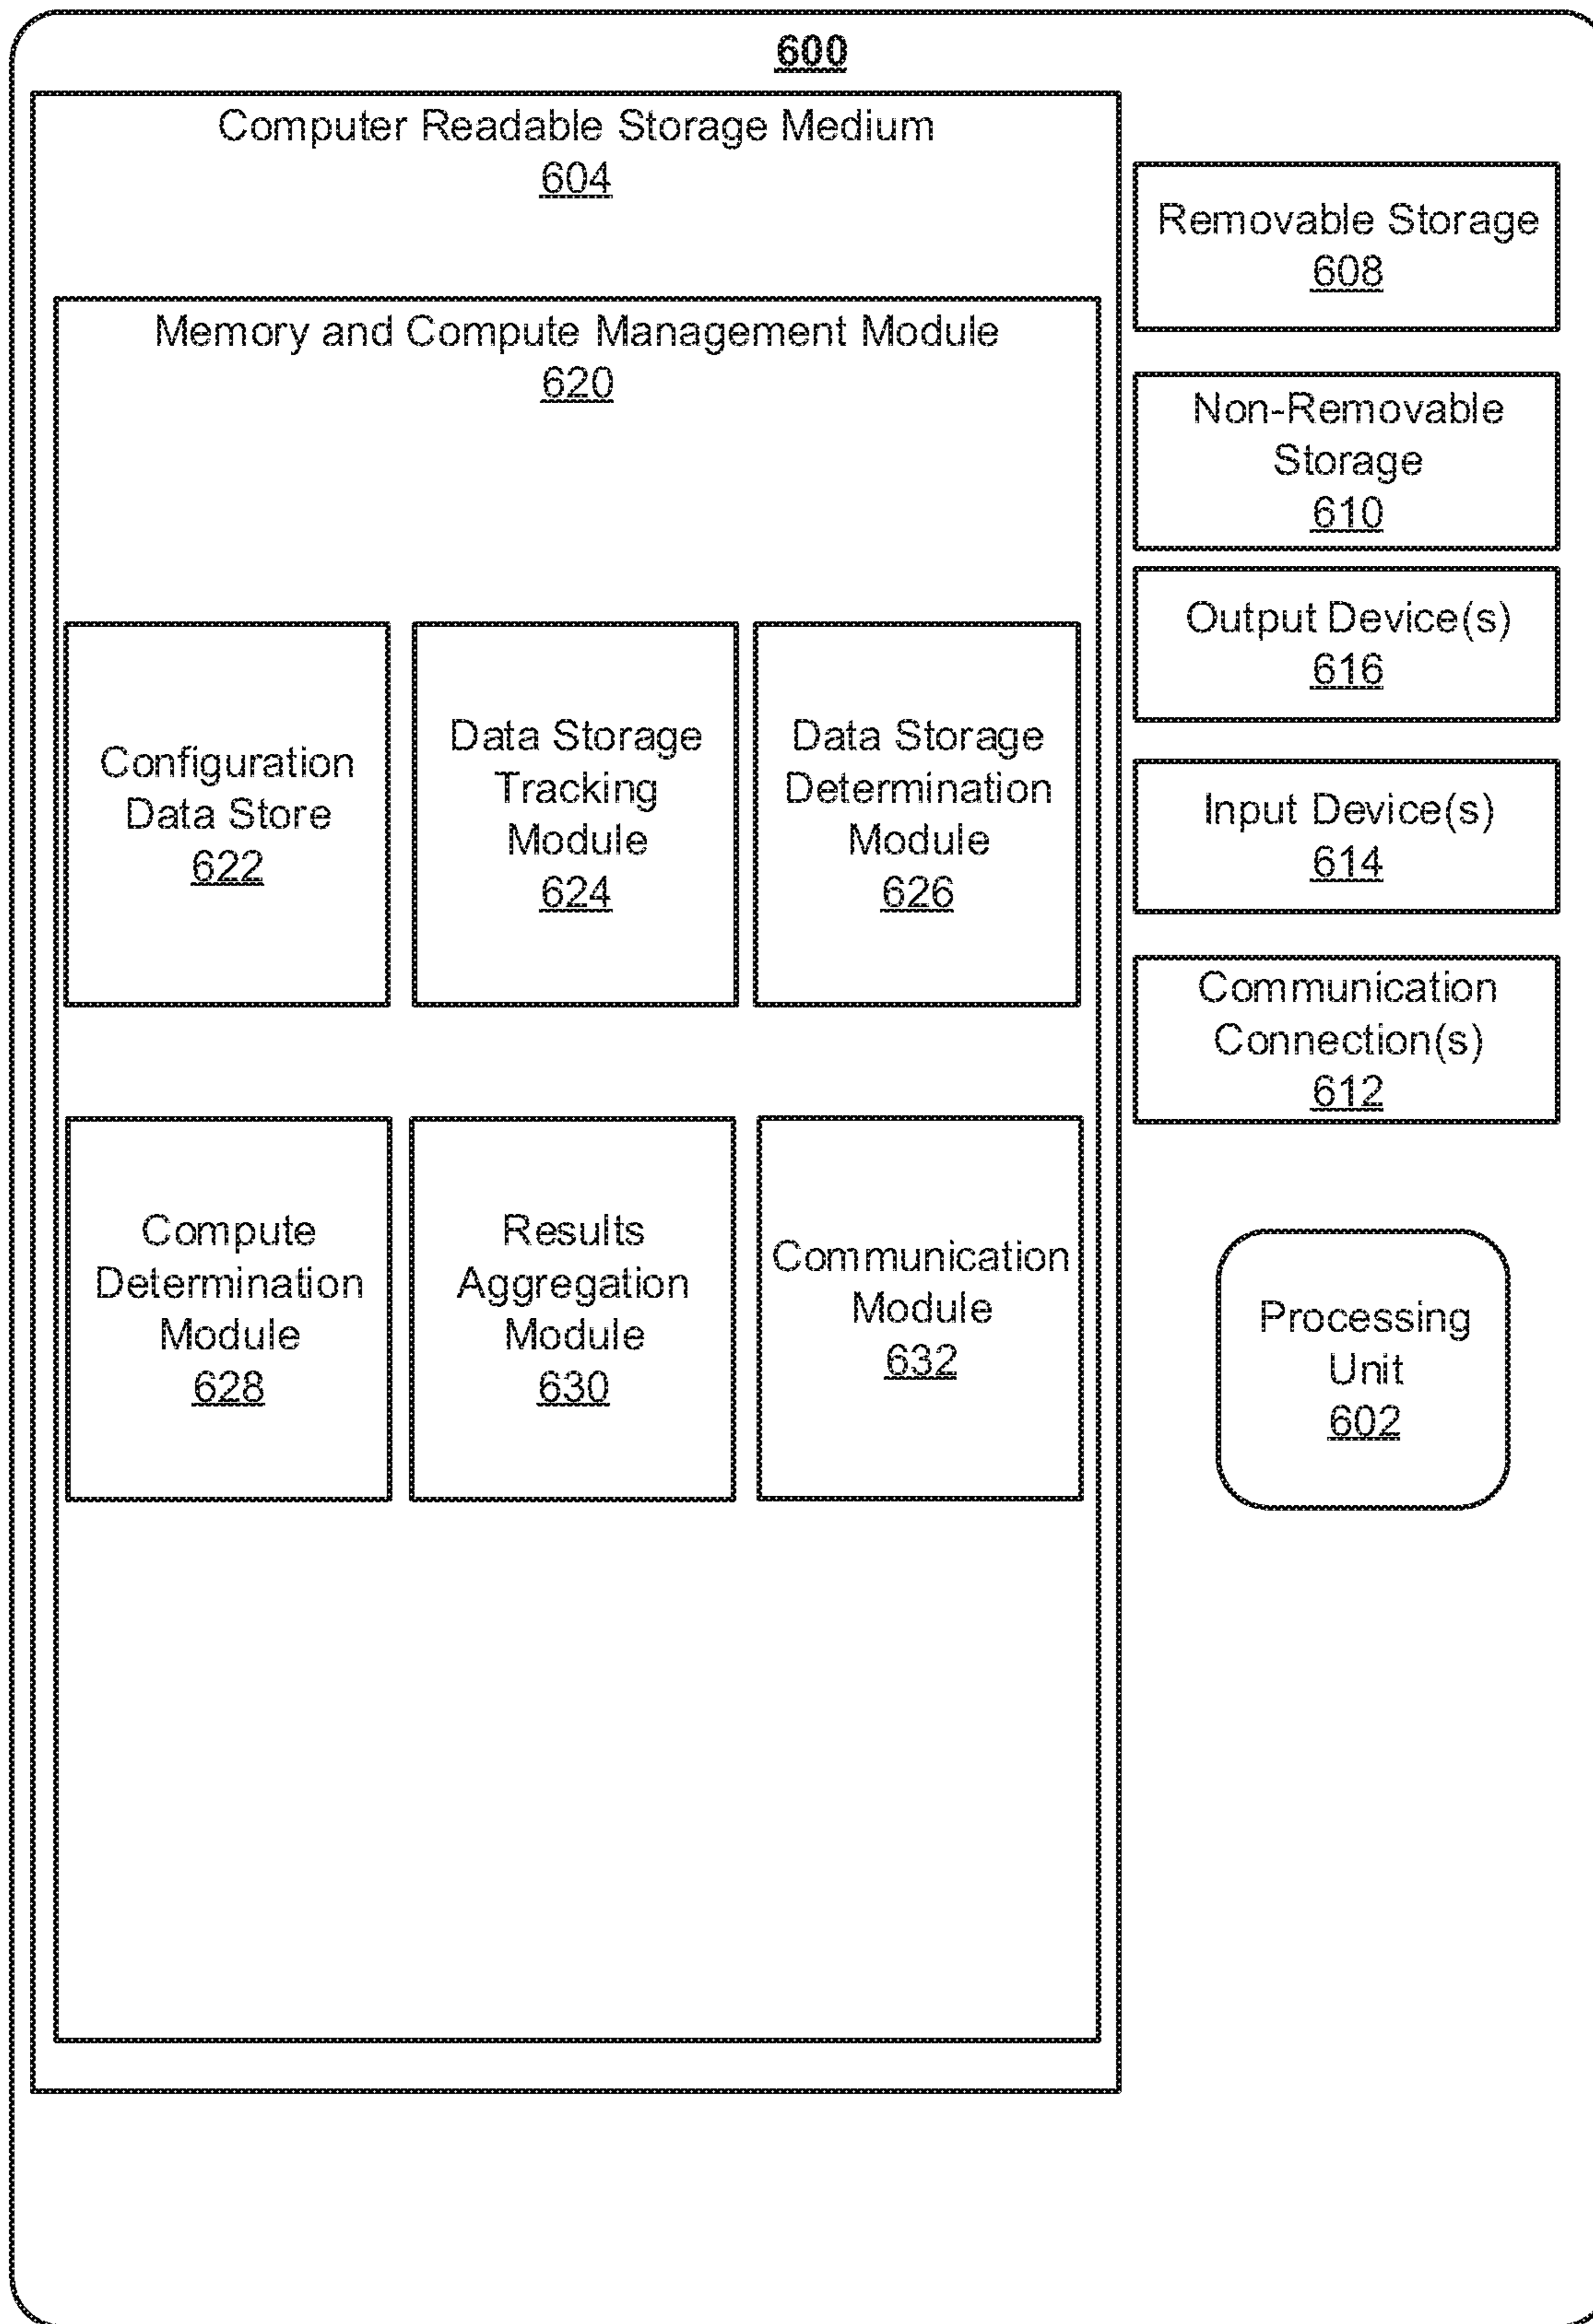 600
Computer Readable Storage Medium
604
Memory and Compute Management Module
620
Configuration
Data Store
622
Data Storage
Tracking
Module
624
Data Storage
Determination
Module
626
Compute
Determination
Module
628
Results
Aggregation
Module
630
Communication
Module
632
Removable Storage
608
Non-Removable
Storage
610
Output Device(s)
616
Input Device(s)
614
Communication
Connection(s)
612
Processing
Unit
602